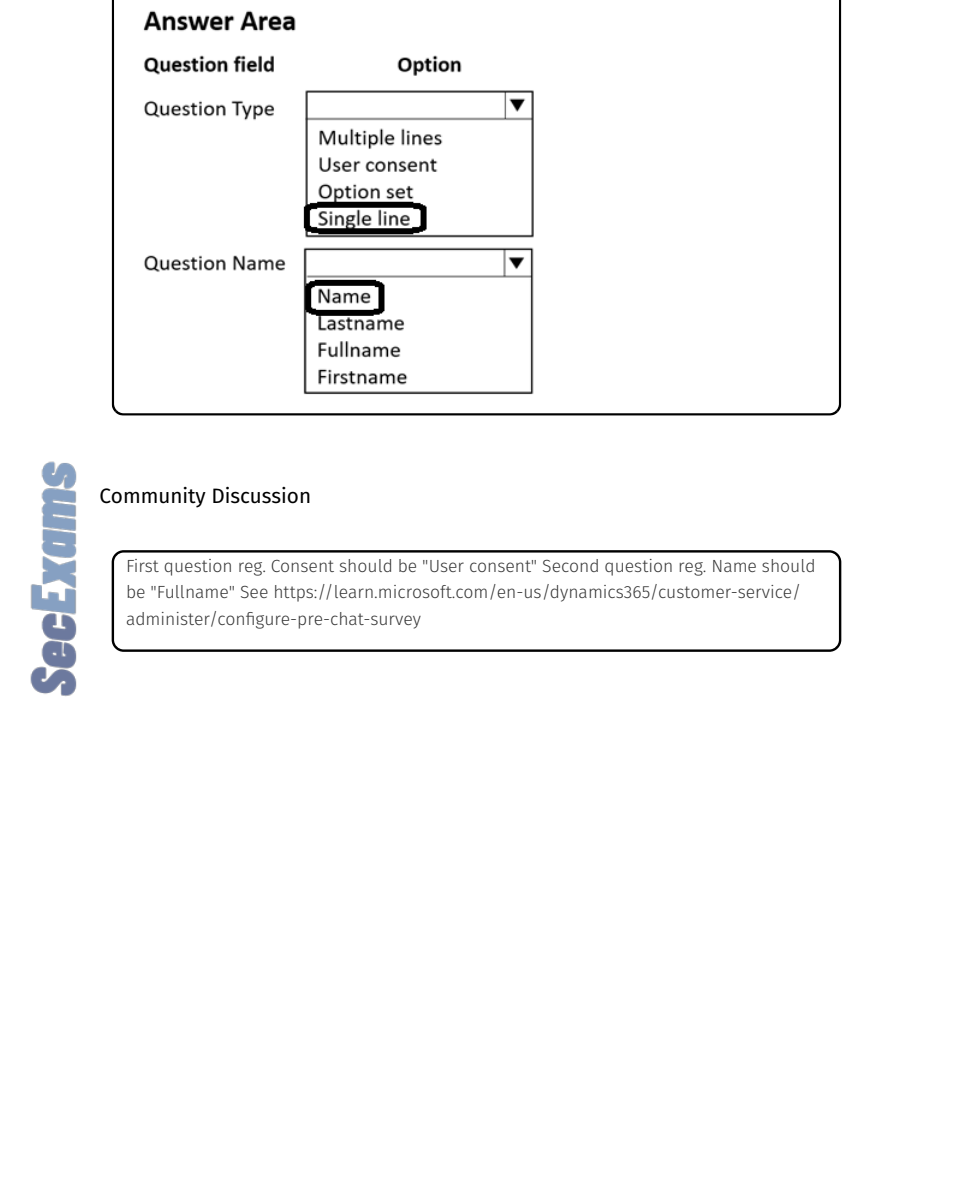 Answer Area
Question field Option
Question Type
Multiple lines
User consent
Option set
Single line
Question Name
Name
Lastname
Fullname
Firstname
SecExams
Community Discussion
First question reg. Consent should be "User consent" Second question reg. Name should
be "Fullname" See https://learn.microsoft.com/en-us/dynamics365/customer-service/
administer/configure-pre-chat-survey